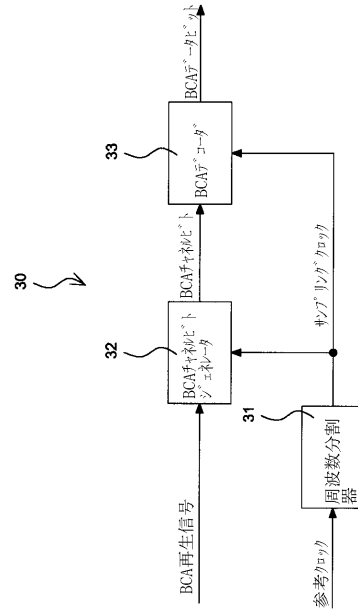 30
BCA再生信号
32
BCAチャネルビット
ジェネレータ
BCAチャネルビット
33
BCAデコーダ
BCAデータビット
参考クロック
31
周波数分割
器
サンプリングクロック